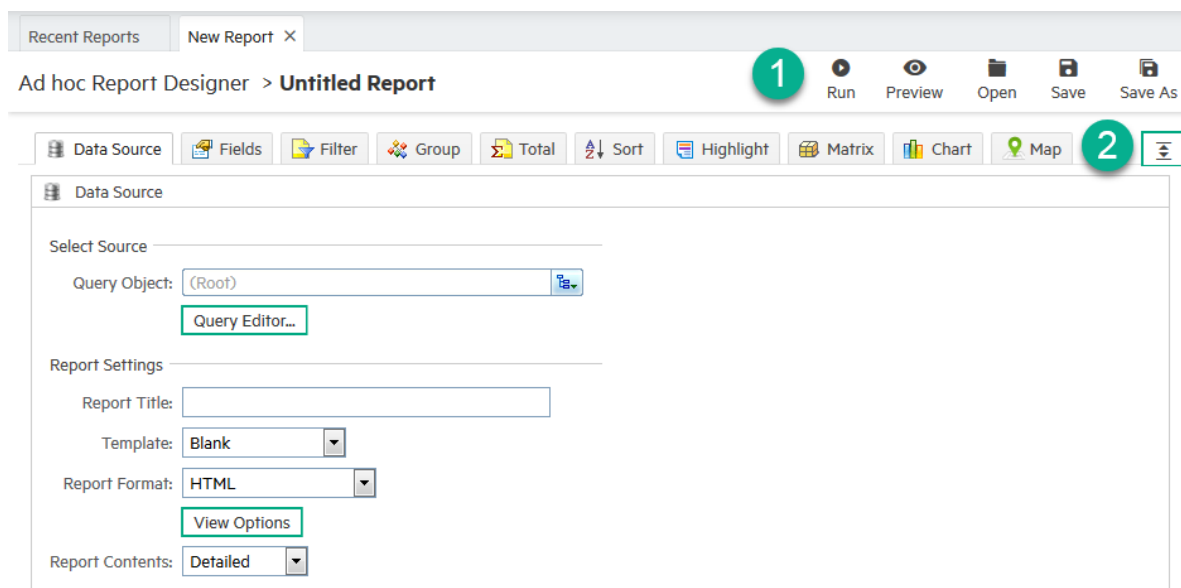 Recent Reports New Report ×
Ad hoc Report Designer > Untitled Report 1 Run Preview Open Save Save As
Data Source Fields Filter Group Total Sort Highlight Matrix Chart Map 2
Data Source
Select Source
Query Object: (Root)
Query Editor...
Report Settings
Report Title:
Template: Blank
Report Format: HTML
View Options
Report Contents: Detailed